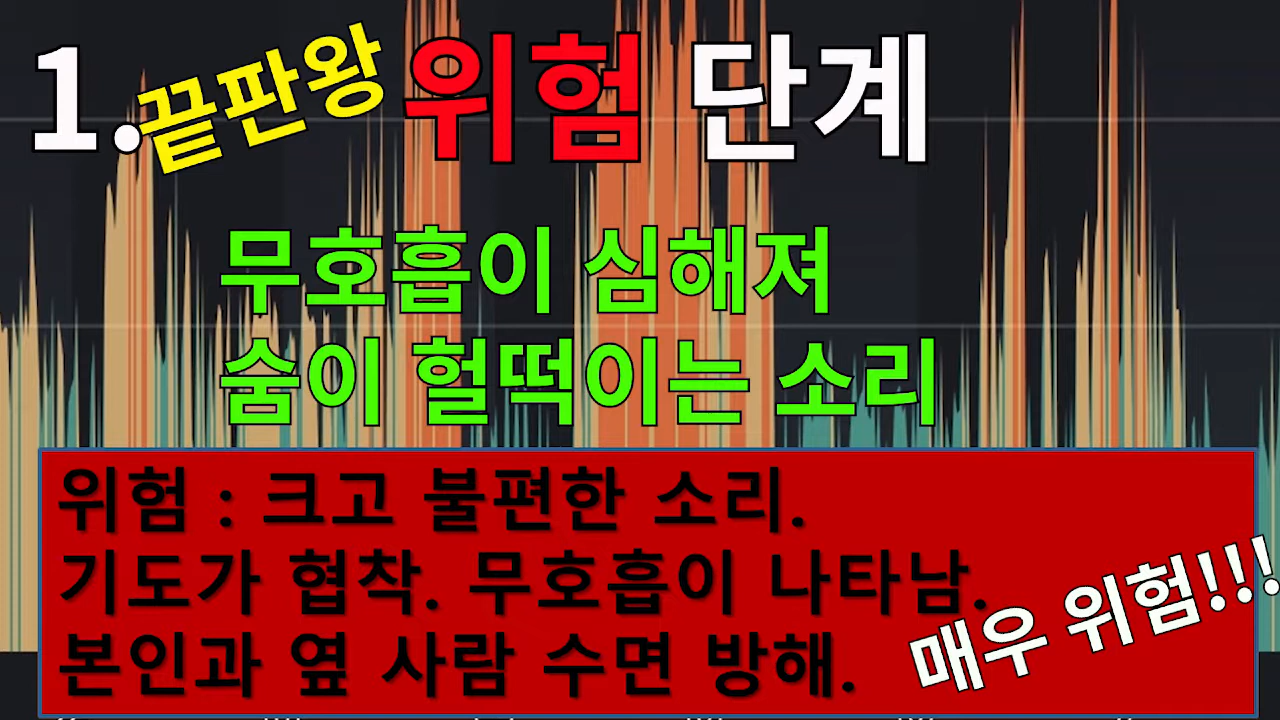 1.끝판왕 위험 단계
무호흡이 심해져
숨이 헐떡이는 소리
위험 : 크고 불편한 소리.
기도가 협착. 무호흡이 나타남.
본인과 옆 사람 수면 방해.
매우 위험!!!